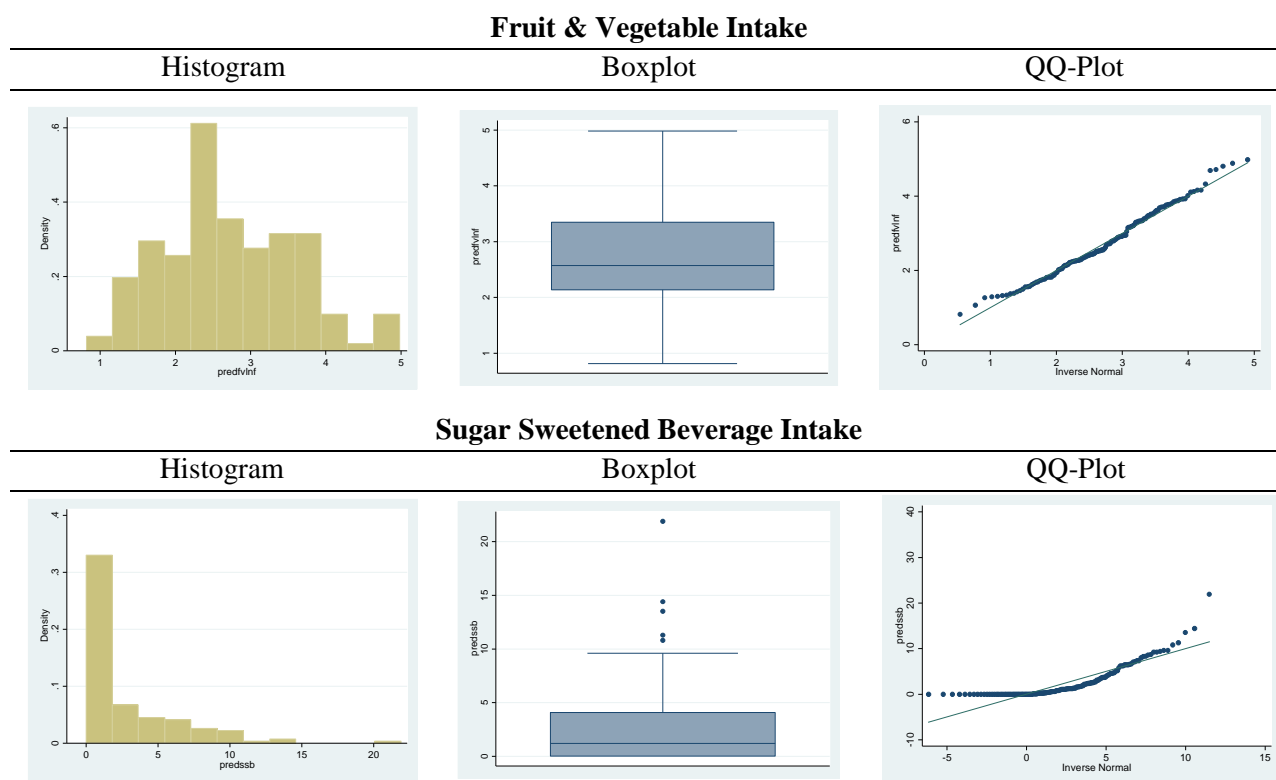 Fruit & Vegetable Intake
Histogram Boxplot QQ-Plot
Density
0 .2 .4 .6
1 2 3 4 5
predfvlnf
predfvlnf
1 2 3 4 5
predfvlnf
0 2 4 6
0 1 2 3 4 5
Inverse Normal
Sugar Sweetened Beverage Intake
Histogram Boxplot QQ-Plot
Density
0 .1 .2 .3 .4
0 5 10 15 20
predssb
predssb
0 5 10 15 20
predssb
-10 0 10 20 30 40
-5 0 5 10 15
Inverse Normal